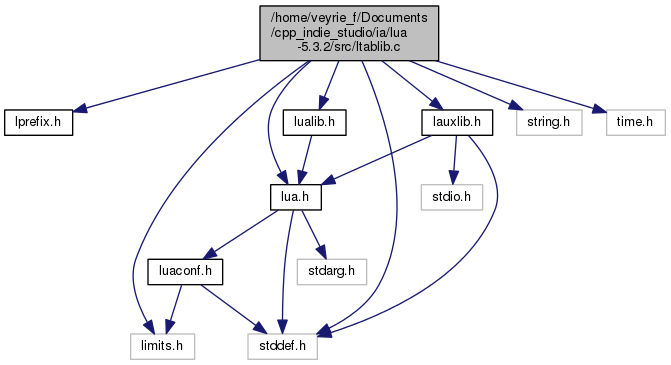 /home/veyrie_f/Documents
/cpp_indie_studio/ia/lua
-5.3.2/src/ltablib.c
lprefix.h
lualib.h
lauxlib.h
string.h
time.h
lua.h
stdio.h
luaconf.h
stdarg.h
limits.h
stddef.h